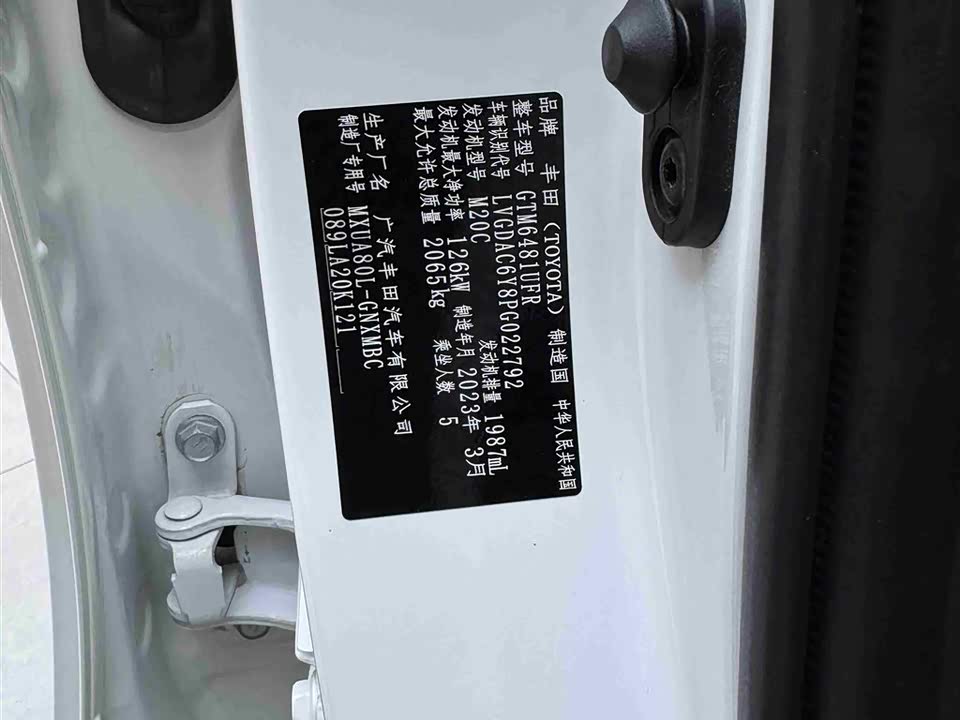 品牌 丰田 (TOYOTA) 制造国 中华人民共和国
整车型号 GTM6481UFR
车辆识别代号 LVGDAC6Y8PG022792
发动机型号 M20C 发动机排量 1987mL
发动机最大净功率 126kW 制造年月 2023年 3月
最大允许总质量 2065kg 乘坐人数 5
生产厂名 广汽丰田汽车有限公司
制造厂专用号 MXUA80L-GNXMBC
089LA20K121